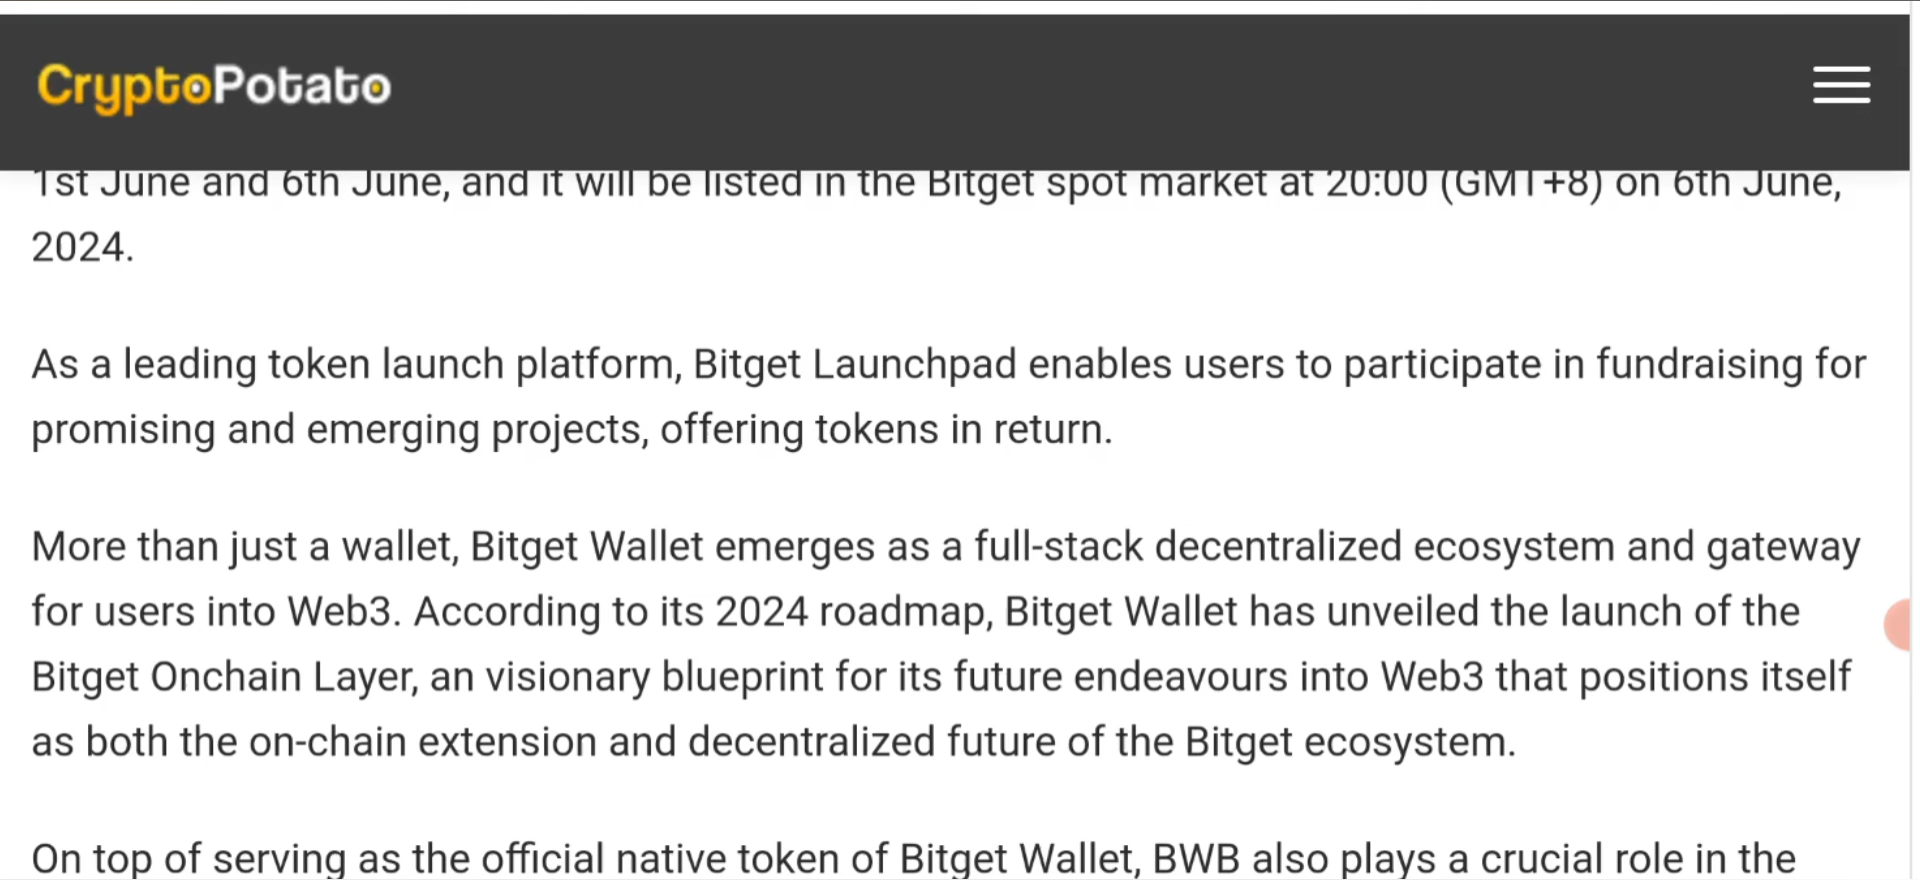 CryptoPotato
1st June and 6th June, and it will be listed in the Bitget spot market at 20:00 (GMT+8) on 6th June,
2024.
As a leading token launch platform, Bitget Launchpad enables users to participate in fundraising for
promising and emerging projects, offering tokens in return.
More than just a wallet, Bitget Wallet emerges as a full-stack decentralized ecosystem and gateway
for users into Web3. According to its 2024 roadmap, Bitget Wallet has unveiled the launch of the
Bitget Onchain Layer, an visionary blueprint for its future endeavours into Web3 that positions itself
as both the on-chain extension and decentralized future of the Bitget ecosystem.
On top of serving as the official native token of Bitget Wallet, BWB also plays a crucial role in the